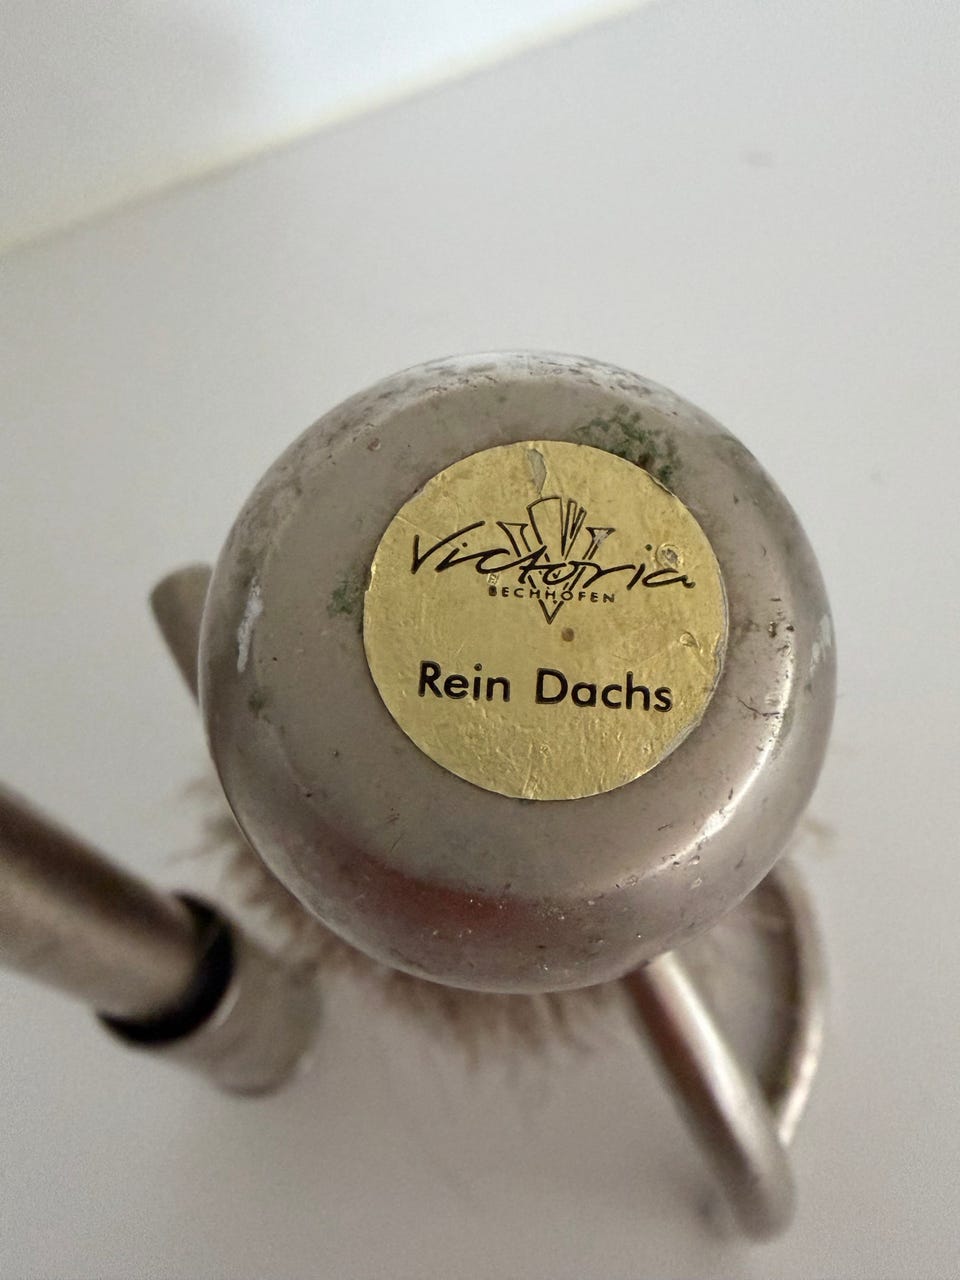 Victoria
BECHHOFEN
Rein Dachs